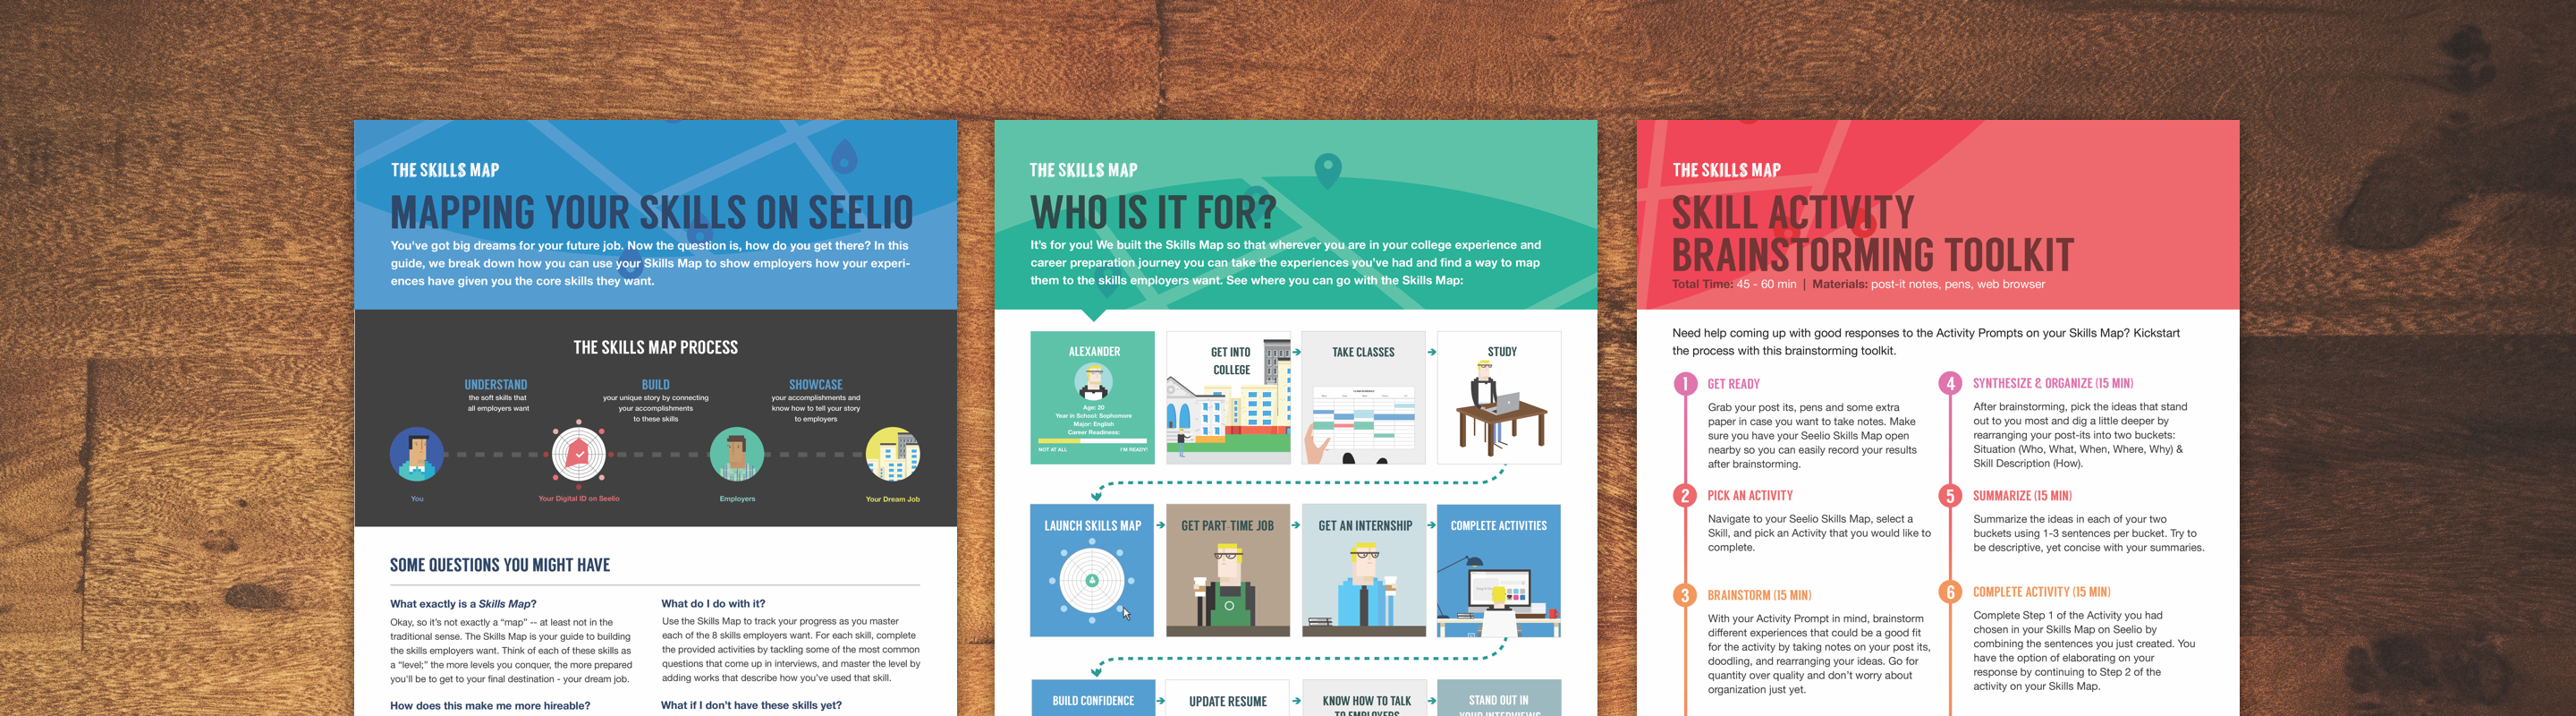 THE SKILLS MAP
MAPPING YOUR SKILLS ON SEELIO
You've got big dreams for your future job. Now the question is, how do you get there? In this
guide, we break down how you can use your Skills Map to show employers how your experi-
ences have given you the core skills they want.
THE SKILLS MAP PROCESS
UNDERSTAND
the soft skills that
all employers want
BUILD
your unique story by connecting
your accomplishments
to these skills
SHOWCASE
your accomplishments and
know how to tell your story
to employers
You
Your Digital ID on Seelio
Employers
Your Dream Job
SOME QUESTIONS YOU MIGHT HAVE
What exactly is a Skills Map?
Okay, so it's not exactly a "map" -- at least not in the
traditional sense. The Skills Map is your guide to building
the skills employers want. Think of each of these skills as
a "level;" the more levels you conquer, the more prepared
you'll be to get to your final destination - your dream job.
How does this make me more hireable?
What do I do with it?
Use the Skills Map to track your progress as you master
each of the 8 skills employers want. For each skill, complete
the provided activities by tackling some of the most common
questions that come up in interviews, and master the level by
adding works that describe how you've used that skill.
What if I don't have these skills yet?
THE SKILLS MAP
WHO IS IT FOR?
It's for you! We built the Skills Map so that wherever you are in your college experience and
career preparation journey you can take the experiences you've had and find a way to map
them to the skills employers want. See where you can go with the Skills Map:
ALEXANDER
Age: 20
Year in School: Sophomore
Major: English
Career Readiness:
NOT AT ALL
I'M READY!
GET INTO
COLLEGE
TAKE CLASSES
STUDY
LAUNCH SKILLS MAP
GET PART-TIME JOB
GET AN INTERNSHIP
COMPLETE ACTIVITIES
BUILD CONFIDENCE
UPDATE RESUME
KNOW HOW TO TALK
TO EMPLOYERS
STAND OUT IN
YOUR INTERVIEWS
THE SKILLS MAP
SKILL ACTIVITY
BRAINSTORMING TOOLKIT
Total Time: 45 - 60 min | Materials: post-it notes, pens, web browser
Need help coming up with good responses to the Activity Prompts on your Skills Map? Kickstart
the process with this brainstorming toolkit.
1 GET READY
Grab your post its, pens and some extra
paper in case you want to take notes. Make
sure you have your Seelio Skills Map open
nearby so you can easily record your results
after brainstorming.
2 PICK AN ACTIVITY
Navigate to your Seelio Skills Map, select a
Skill, and pick an Activity that you would like to
complete.
3 BRAINSTORM (15 MIN)
With your Activity Prompt in mind, brainstorm
different experiences that could be a good fit
for the activity by taking notes on your post its,
doodling, and rearranging your ideas. Go for
quantity over quality and don't worry about
organization just yet.
4 SYNTHESIZE & ORGANIZE (15 MIN)
After brainstorming, pick the ideas that stand
out to you most and dig a little deeper by
rearranging your post-its into two buckets:
Situation (Who, What, When, Where, Why) &
Skill Description (How).
5 SUMMARIZE (15 MIN)
Summarize the ideas in each of your two
buckets using 1-3 sentences per bucket. Try to
be descriptive, yet concise with your summaries.
6 COMPLETE ACTIVITY (15 MIN)
Complete Step 1 of the Activity you had
chosen in your Skills Map on Seelio by
combining the sentences you just created. You
have the option of elaborating on your
response by continuing to Step 2 of the
activity on your Skills Map.